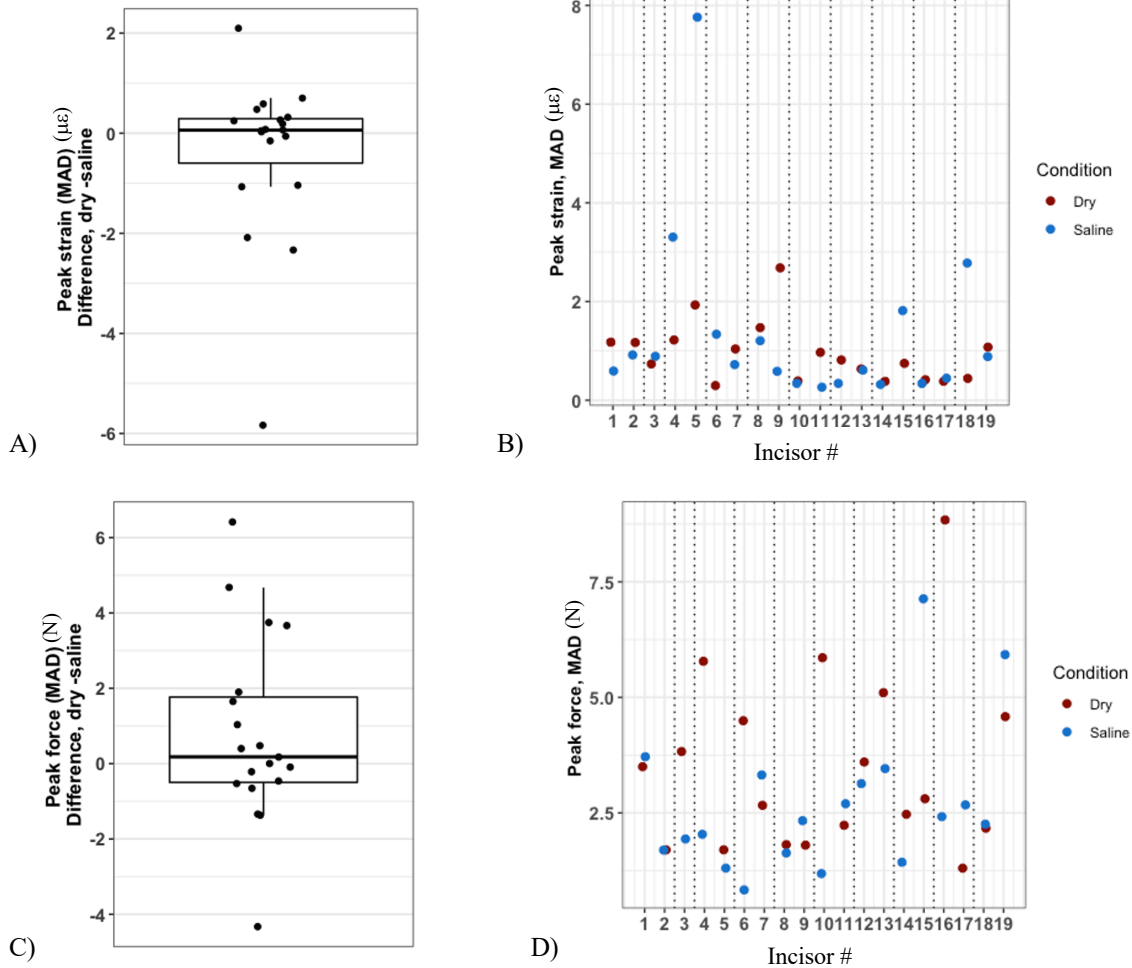 Peak strain (MAD) (με)
Difference, dry -saline
2
0
-2
-4
-6
A)
Peak strain, MAD (με)
8
6
4
2
0
1 2 3 4 5 6 7 8 9 10 11 12 13 14 15 16 17 18 19
Incisor #
Condition
Dry
Saline
B)
Peak force (MAD) (N)
Difference, dry -saline
6
4
2
0
-2
-4
C)
Peak force, MAD (N)
7.5
5.0
2.5
1 2 3 4 5 6 7 8 9 10 11 12 13 14 15 16 17 18 19
Incisor #
Condition
Dry
Saline
D)